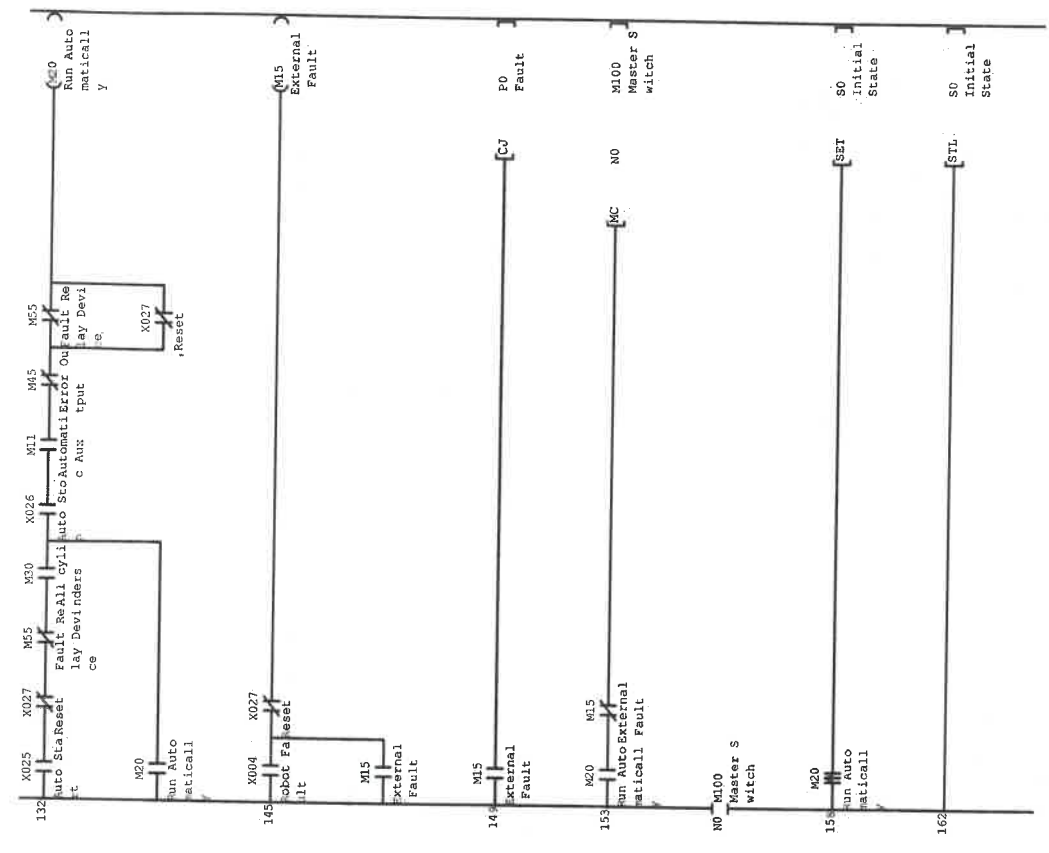 132
X025
Auto Sta
rt
X027
Reset
M55
Fault Re
lay Devi
ce
M30
All cyli
nders
X026
Auto Sto
p
M11
Automati
c Aux
M45
Error Ou
tput
M55
Fault Re
lay Devi
ce
M20
Run Auto
maticall
y
M20
Run Auto
maticall
y
X027
Reset
145
X004
Robot Fa
ult
X027
Reset
M15
External
Fault
M15
External
Fault
149
M15
External
Fault
CJ
P0
Fault
153
M20
Run Auto
maticall
y
M15
External
Fault
MC
N0
M100
Master S
witch
N0
M100
Master S
witch
158
M20
Run Auto
maticall
y
SET
S0
Initial
State
162
STL
S0
Initial
State